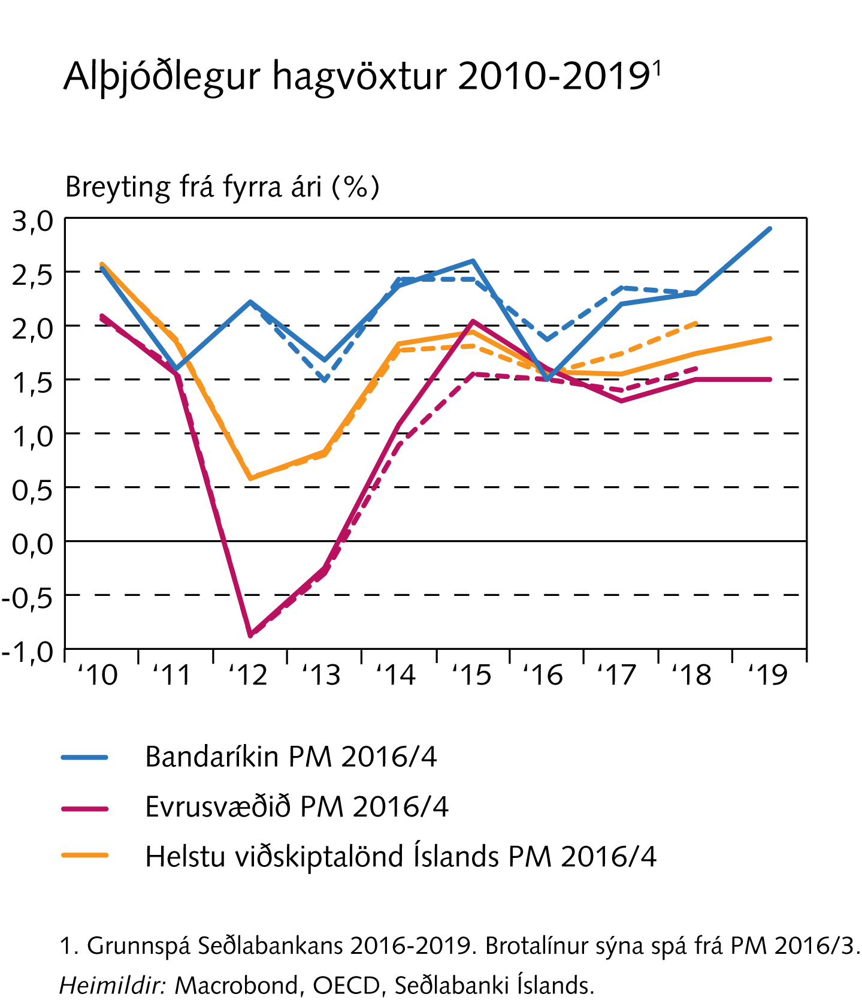 Alþjóðlegur hagvöxtur 2010-2019¹
Breyting frá fyrra ári (%)
3,0
2,5
2,0
1,5
1,0
0,5
0,0
-0,5
-1,0
‘10 ‘11 ‘12 ‘13 ‘14 ‘15 ‘16 ‘17 ‘18 ‘19
Bandaríkin PM 2016/4
Evrusvæðið PM 2016/4
Helstu viðskiptalönd Íslands PM 2016/4
1. Grunnspá Seðlabankans 2016-2019. Brotalínur sýna spá frá PM 2016/3.
Heimildir: Macrobond, OECD, Seðlabanki Íslands.